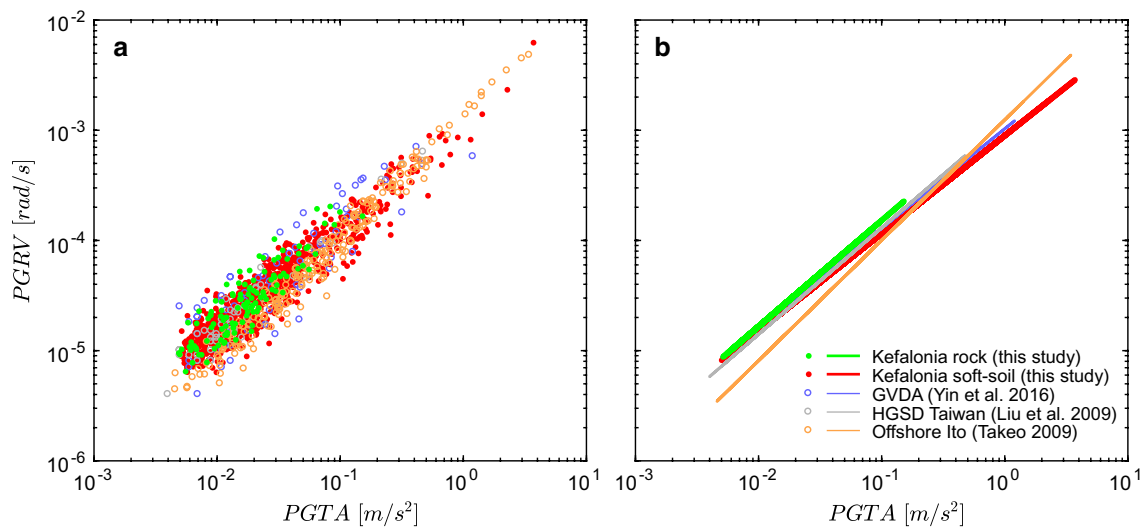 a
b
10^-2
10^-3
10^-4
10^-5
10^-6
PGRV [rad/s]
10^-3
10^-2
10^-1
10^0
10^1
PGTA [m/s^2]
10^-3
10^-2
10^-1
10^0
10^1
PGTA [m/s^2]
Kefalonia rock (this study)
Kefalonia soft-soil (this study)
GVDA (Yin et al. 2016)
HGSD Taiwan (Liu et al. 2009)
Offshore Ito (Takeo 2009)